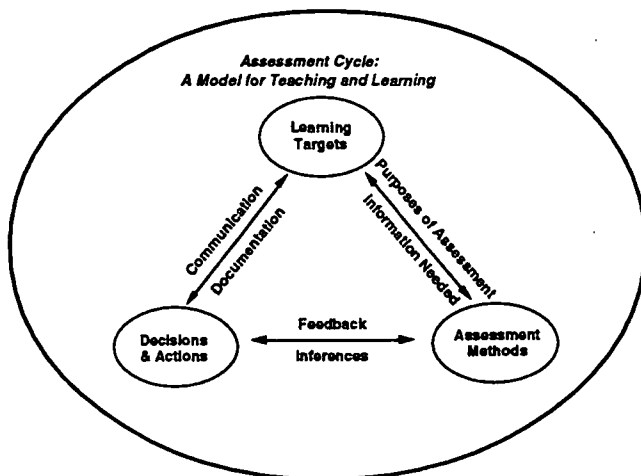 Assessment Cycle:
A Model for Teaching and Learning
Learning
Targets
Communication
Documentation
Purposes of Assessment
Information Needed
Decisions
& Actions
Feedback
Inferences
Assessment
Methods